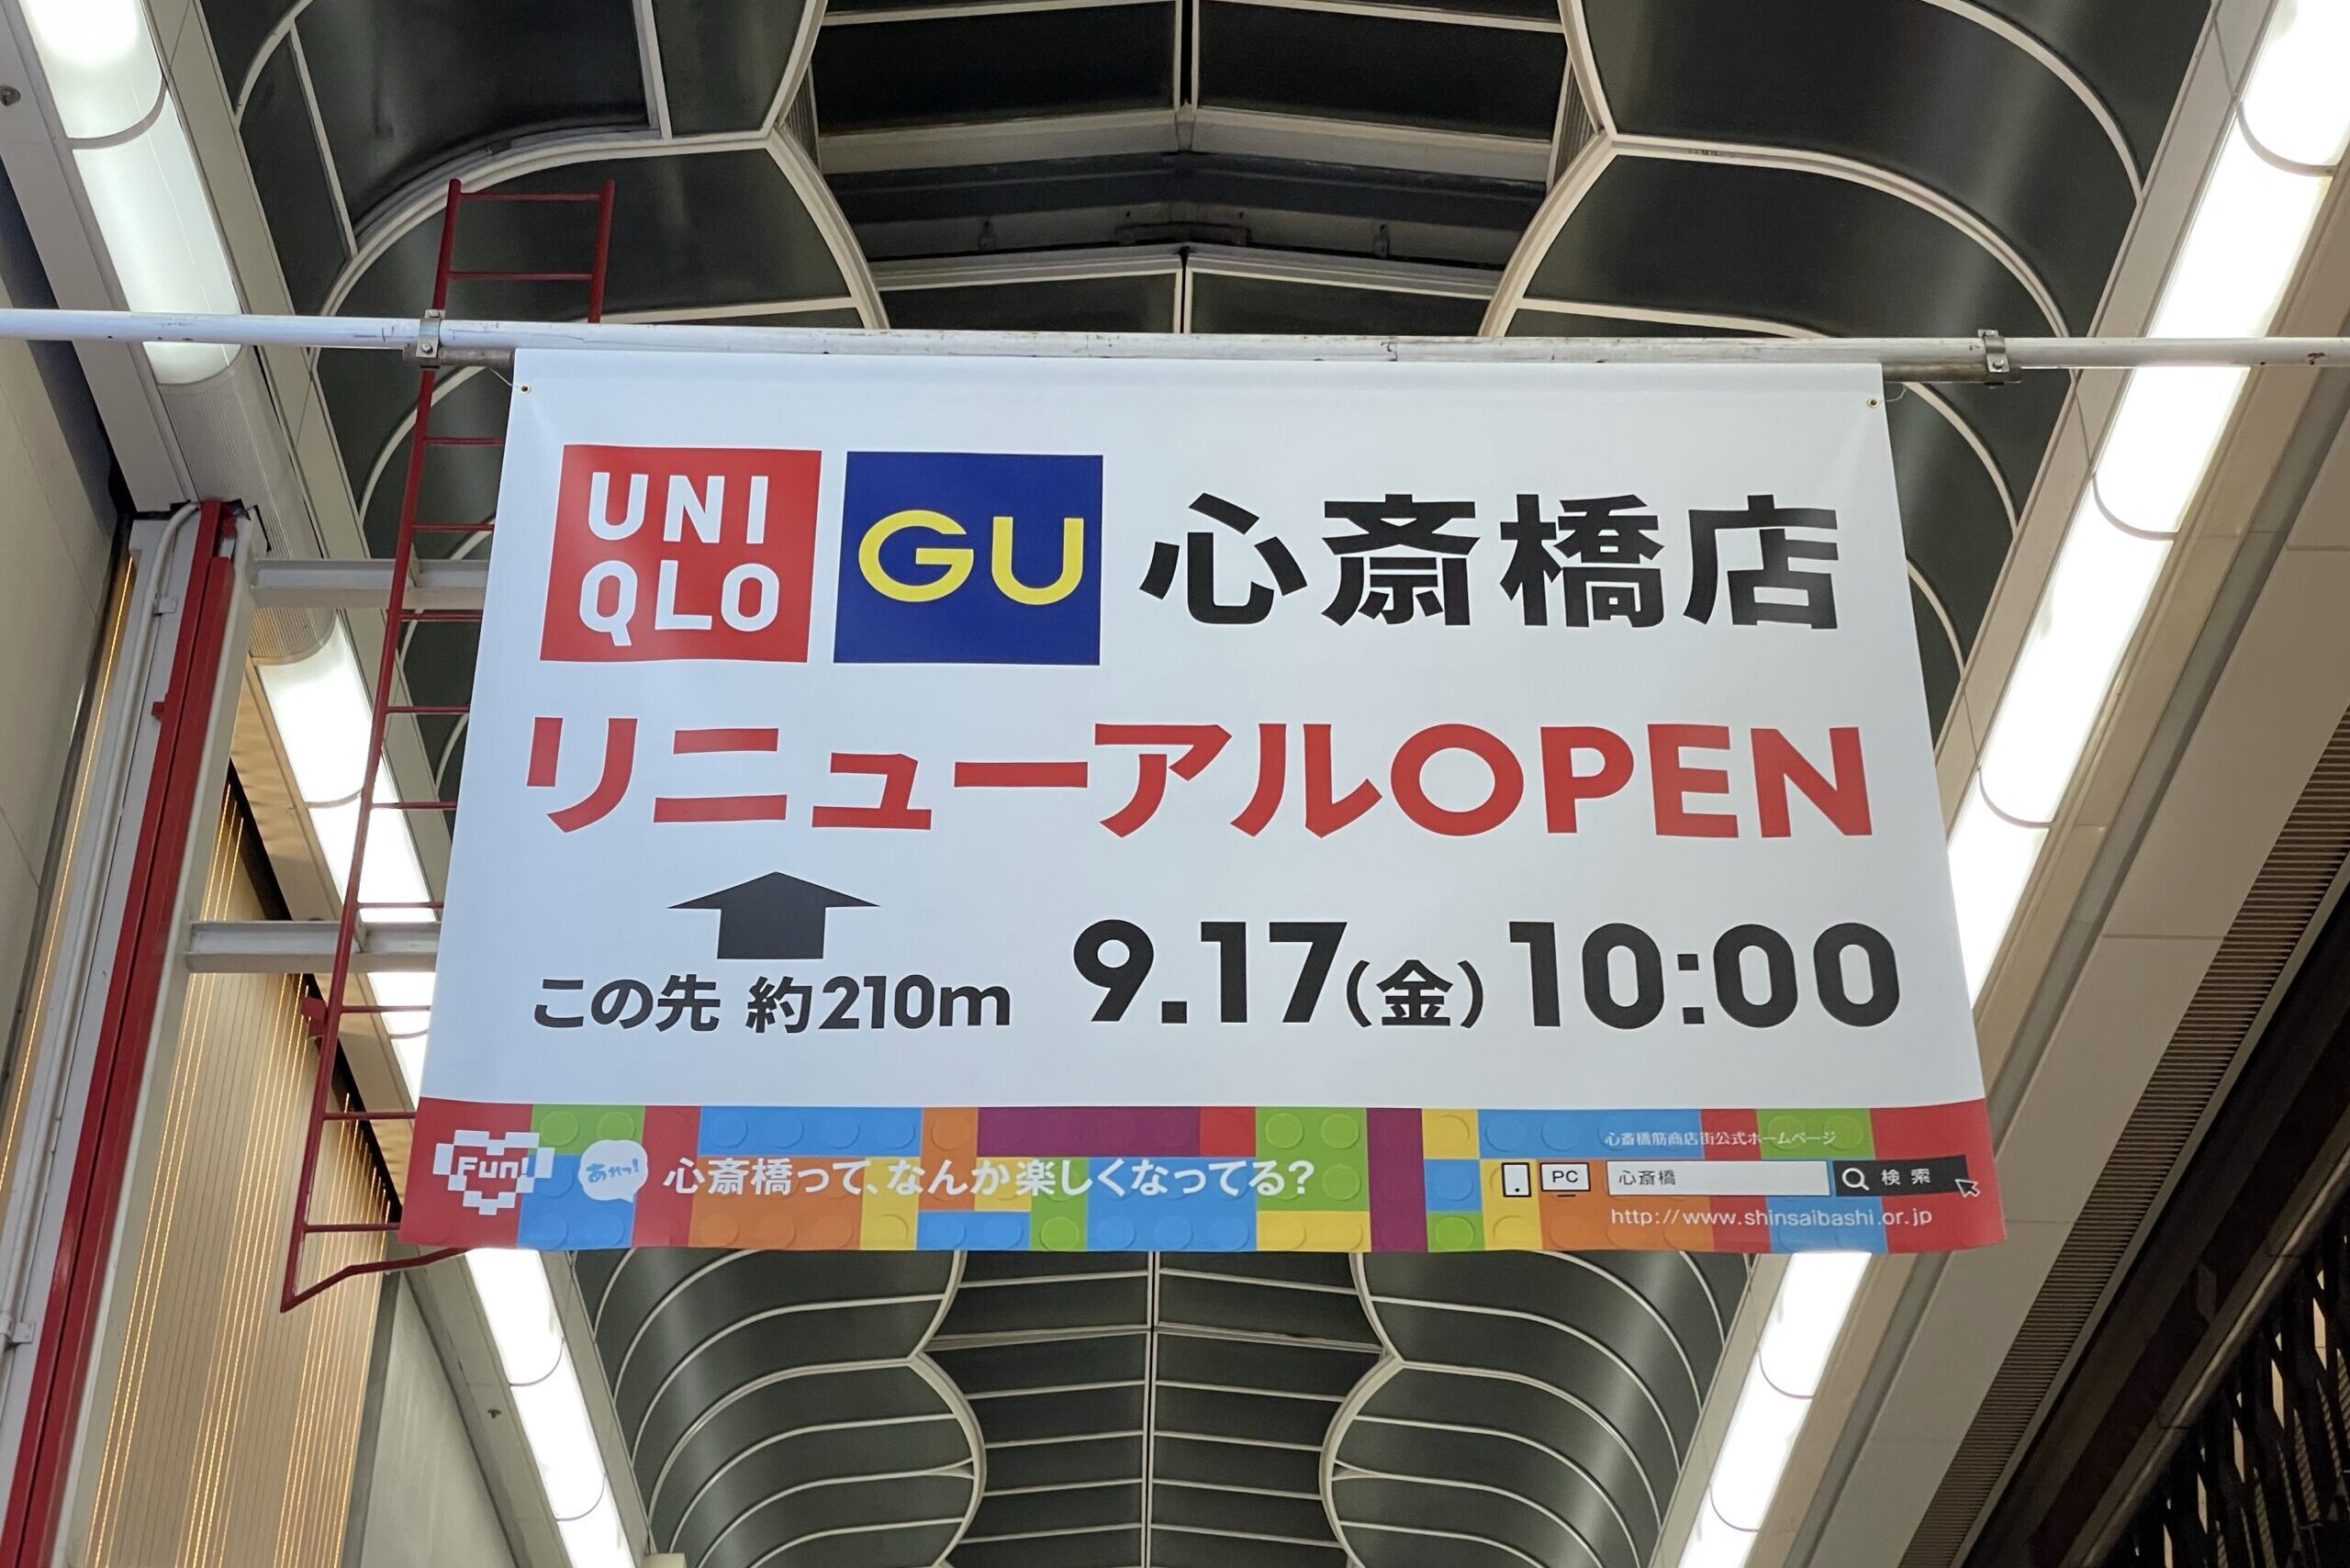 UNI
QLO
GU 心斎橋店
リニューアルOPEN
この先 約210m 9.17(金) 10:00
Fun! あれっ! 心斎橋って、なんか楽しくなってる?
心斎橋筋商店街公式ホームページ
PC 心斎橋 検索
http://www.shinsaibashi.or.jp